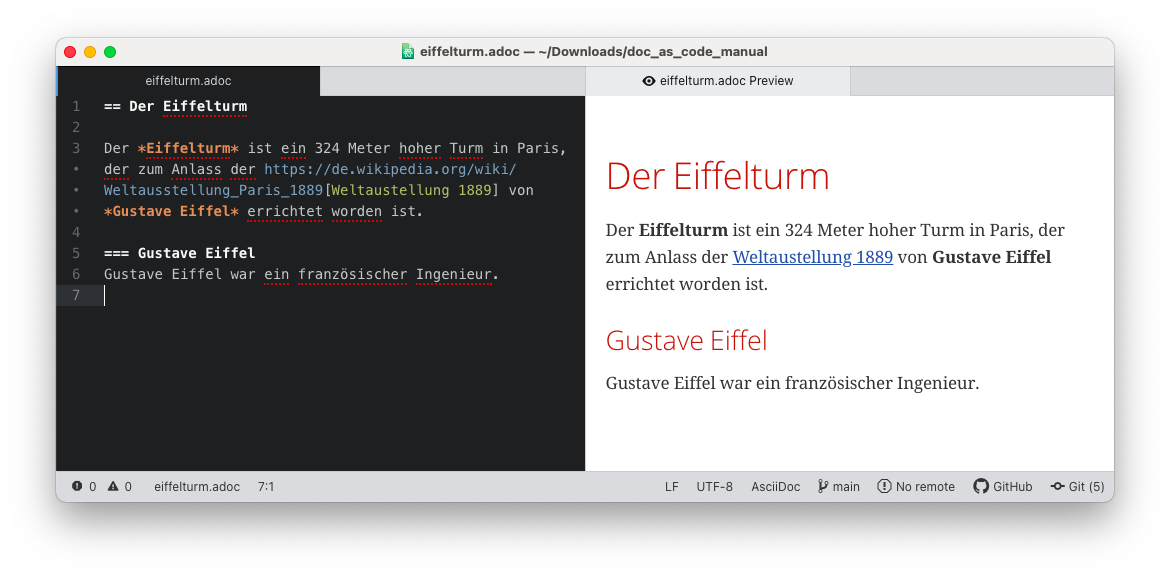 eiffelturm.adoc — ~/Downloads/doc_as_code_manual
eiffelturm.adoc
eiffelturm.adoc Preview
1 == Der Eiffelturm
2
3 Der *Eiffelturm* ist ein 324 Meter hoher Turm in Paris,
• der zum Anlass der https://de.wikipedia.org/wiki/
• Weltausstellung_Paris_1889[Weltaustellung 1889] von
• *Gustave Eiffel* errichtet worden ist.
4
5 === Gustave Eiffel
6 Gustave Eiffel war ein französischer Ingenieur.
7
Der Eiffelturm
Der Eiffelturm ist ein 324 Meter hoher Turm in Paris, der
zum Anlass der Weltaustellung 1889 von Gustave Eiffel
errichtet worden ist.
Gustave Eiffel
Gustave Eiffel war ein französischer Ingenieur.
0 0 eiffelturm.adoc 7:1 LF UTF-8 AsciiDoc main No remote GitHub Git (5)